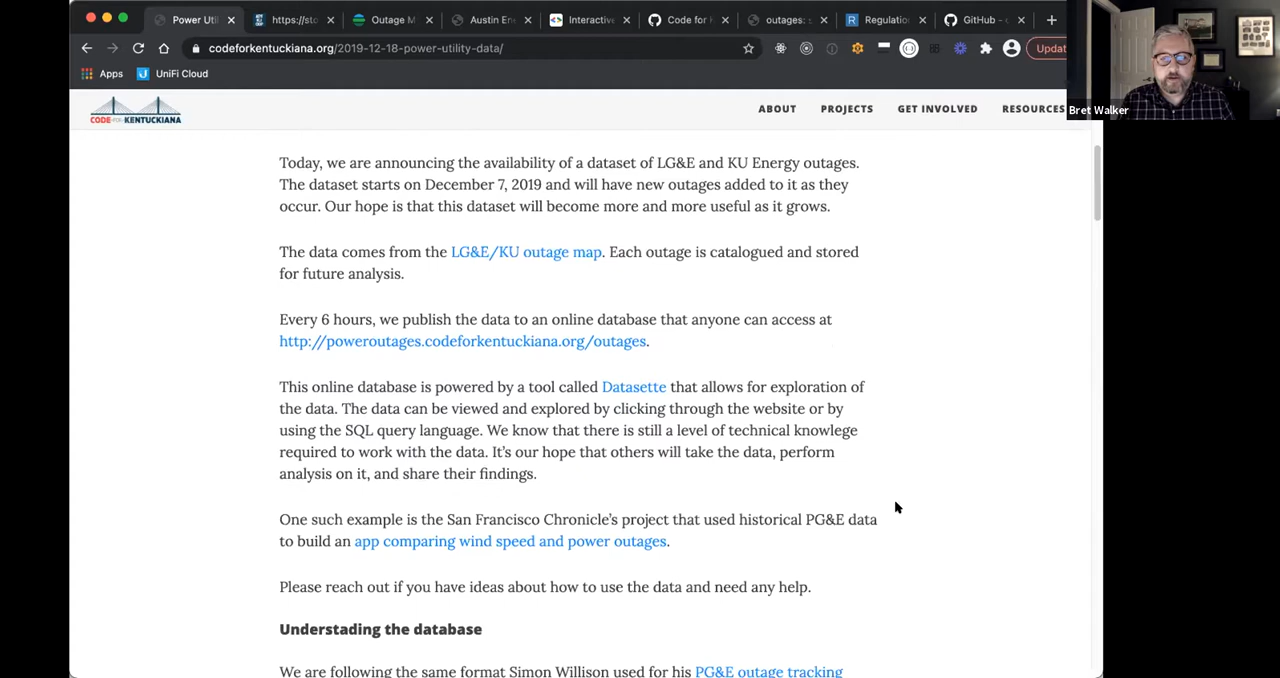 Power Util
https://sto
Outage M
Austin Ene
Interactive
Code for K
outages: s
Regulation
GitHub - c
codeforkentuckiana.org/2019-12-18-power-utility-data/
Updat
Apps
UniFi Cloud
Bret Walker
CODE FOR KENTUCKIANA
ABOUT
PROJECTS
GET INVOLVED
RESOURCES
Today, we are announcing the availability of a dataset of LG&E and KU Energy outages.
The dataset starts on December 7, 2019 and will have new outages added to it as they
occur. Our hope is that this dataset will become more and more useful as it grows.
The data comes from the LG&E/KU outage map. Each outage is catalogued and stored
for future analysis.
Every 6 hours, we publish the data to an online database that anyone can access at
http://poweroutages.codeforkentuckiana.org/outages.
This online database is powered by a tool called Datasette that allows for exploration of
the data. The data can be viewed and explored by clicking through the website or by
using the SQL query language. We know that there is still a level of technical knowlege
required to work with the data. It's our hope that others will take the data, perform
analysis on it, and share their findings.
One such example is the San Francisco Chronicle's project that used historical PG&E data
to build an app comparing wind speed and power outages.
Please reach out if you have ideas about how to use the data and need any help.
Understading the database
We are following the same format Simon Willison used for his PG&E outage tracking